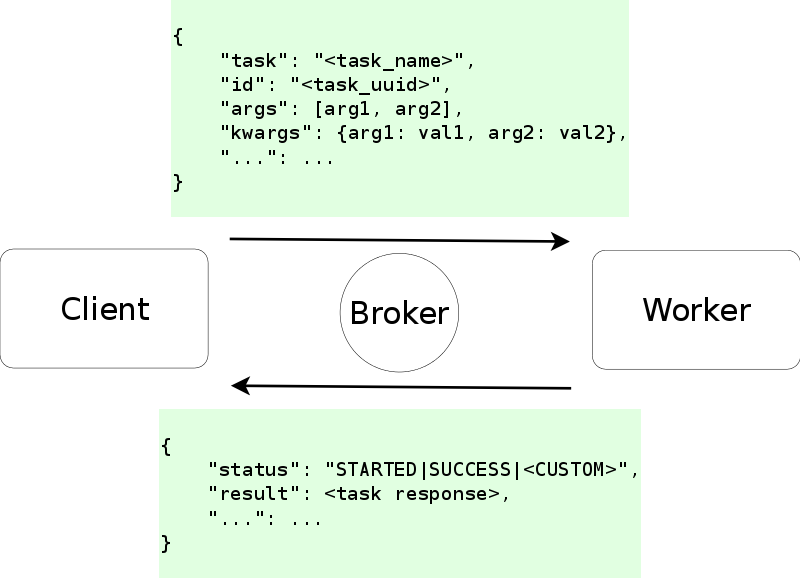 {
    "task": "<task_name>",
    "id": "<task_uuid>",
    "args": [arg1, arg2],
    "kwargs": {arg1: val1, arg2: val2},
    "...": ...
}
Client
Broker
Worker
{
    "status": "STARTED|SUCCESS|<CUSTOM>",
    "result": <task response>,
    "...": ...
}